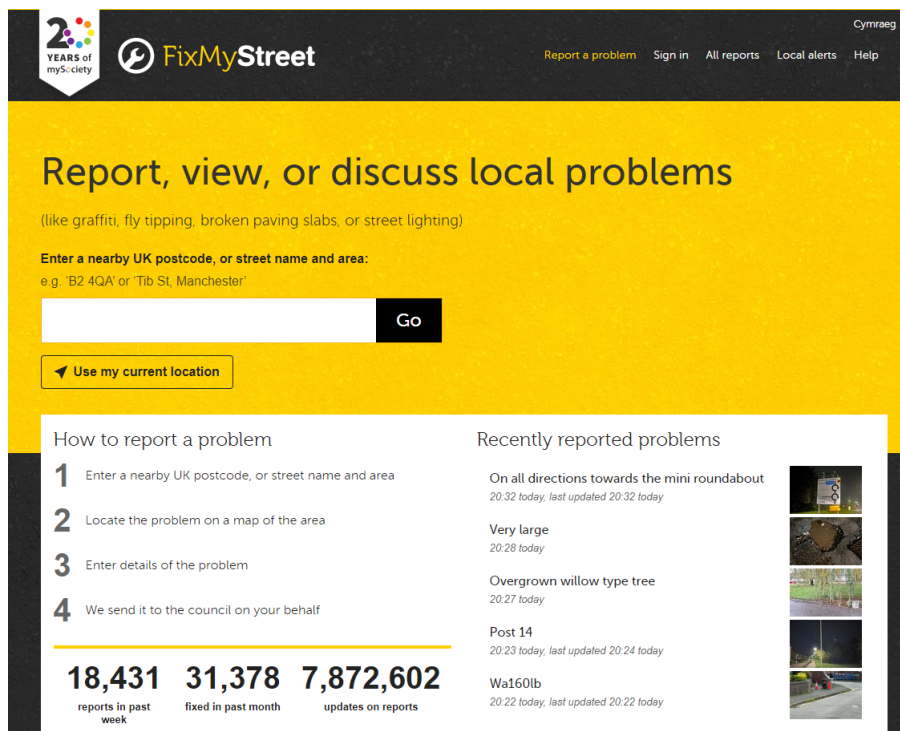 Cymraeg
20
YEARS of
mySociety
FixMyStreet
Report a problem Sign in All reports Local alerts Help
Report, view, or discuss local problems
(like graffiti, fly tipping, broken paving slabs, or street lighting)
Enter a nearby UK postcode, or street name and area:
e.g. 'B2 4QA' or 'Tib St, Manchester'
Go
Use my current location
How to report a problem
1 Enter a nearby UK postcode, or street name and area
2 Locate the problem on a map of the area
3 Enter details of the problem
4 We send it to the council on your behalf
18,431 31,378 7,872,602
reports in past fixed in past month updates on reports
week
Recently reported problems
On all directions towards the mini roundabout
20:32 today, last updated 20:32 today
Very large
20:28 today
Overgrown willow type tree
20:27 today
Post 14
20:23 today, last updated 20:24 today
Wa160lb
20:22 today, last updated 20:22 today